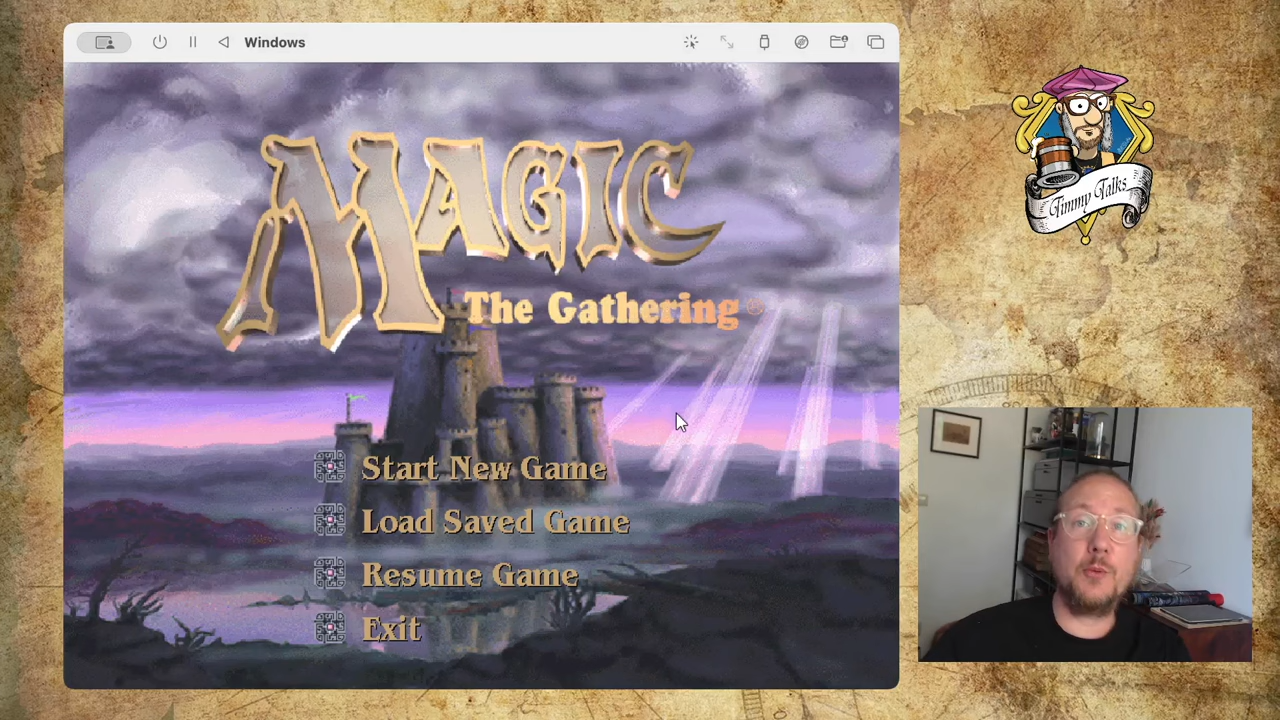 Windows
MAGIC
The Gathering
Start New Game
Load Saved Game
Resume Game
Exit
Timmy Talks